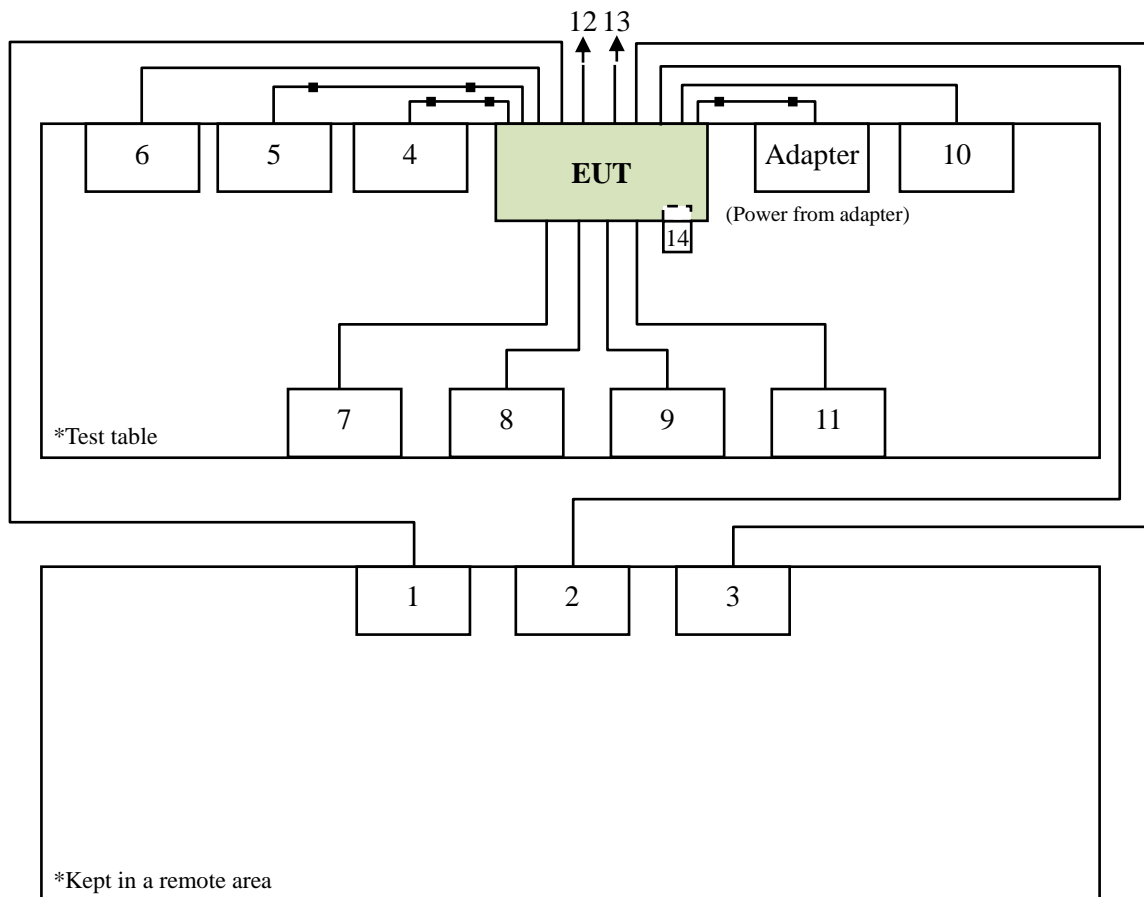 12 13
6 5 4 EUT Adapter 10
(Power from adapter)
14
7 8 9 11
*Test table
1 2 3
*Kept in a remote area